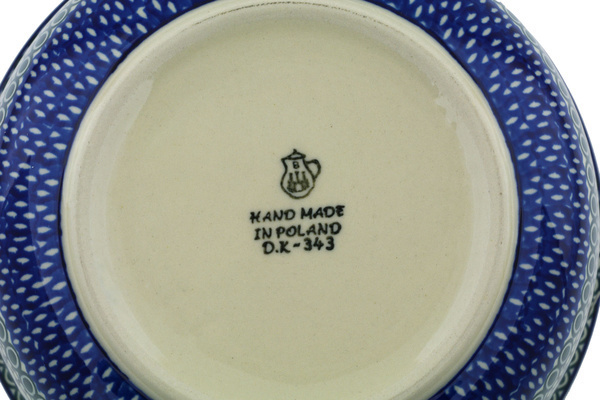 B
HAND MADE
IN POLAND
D.K-343